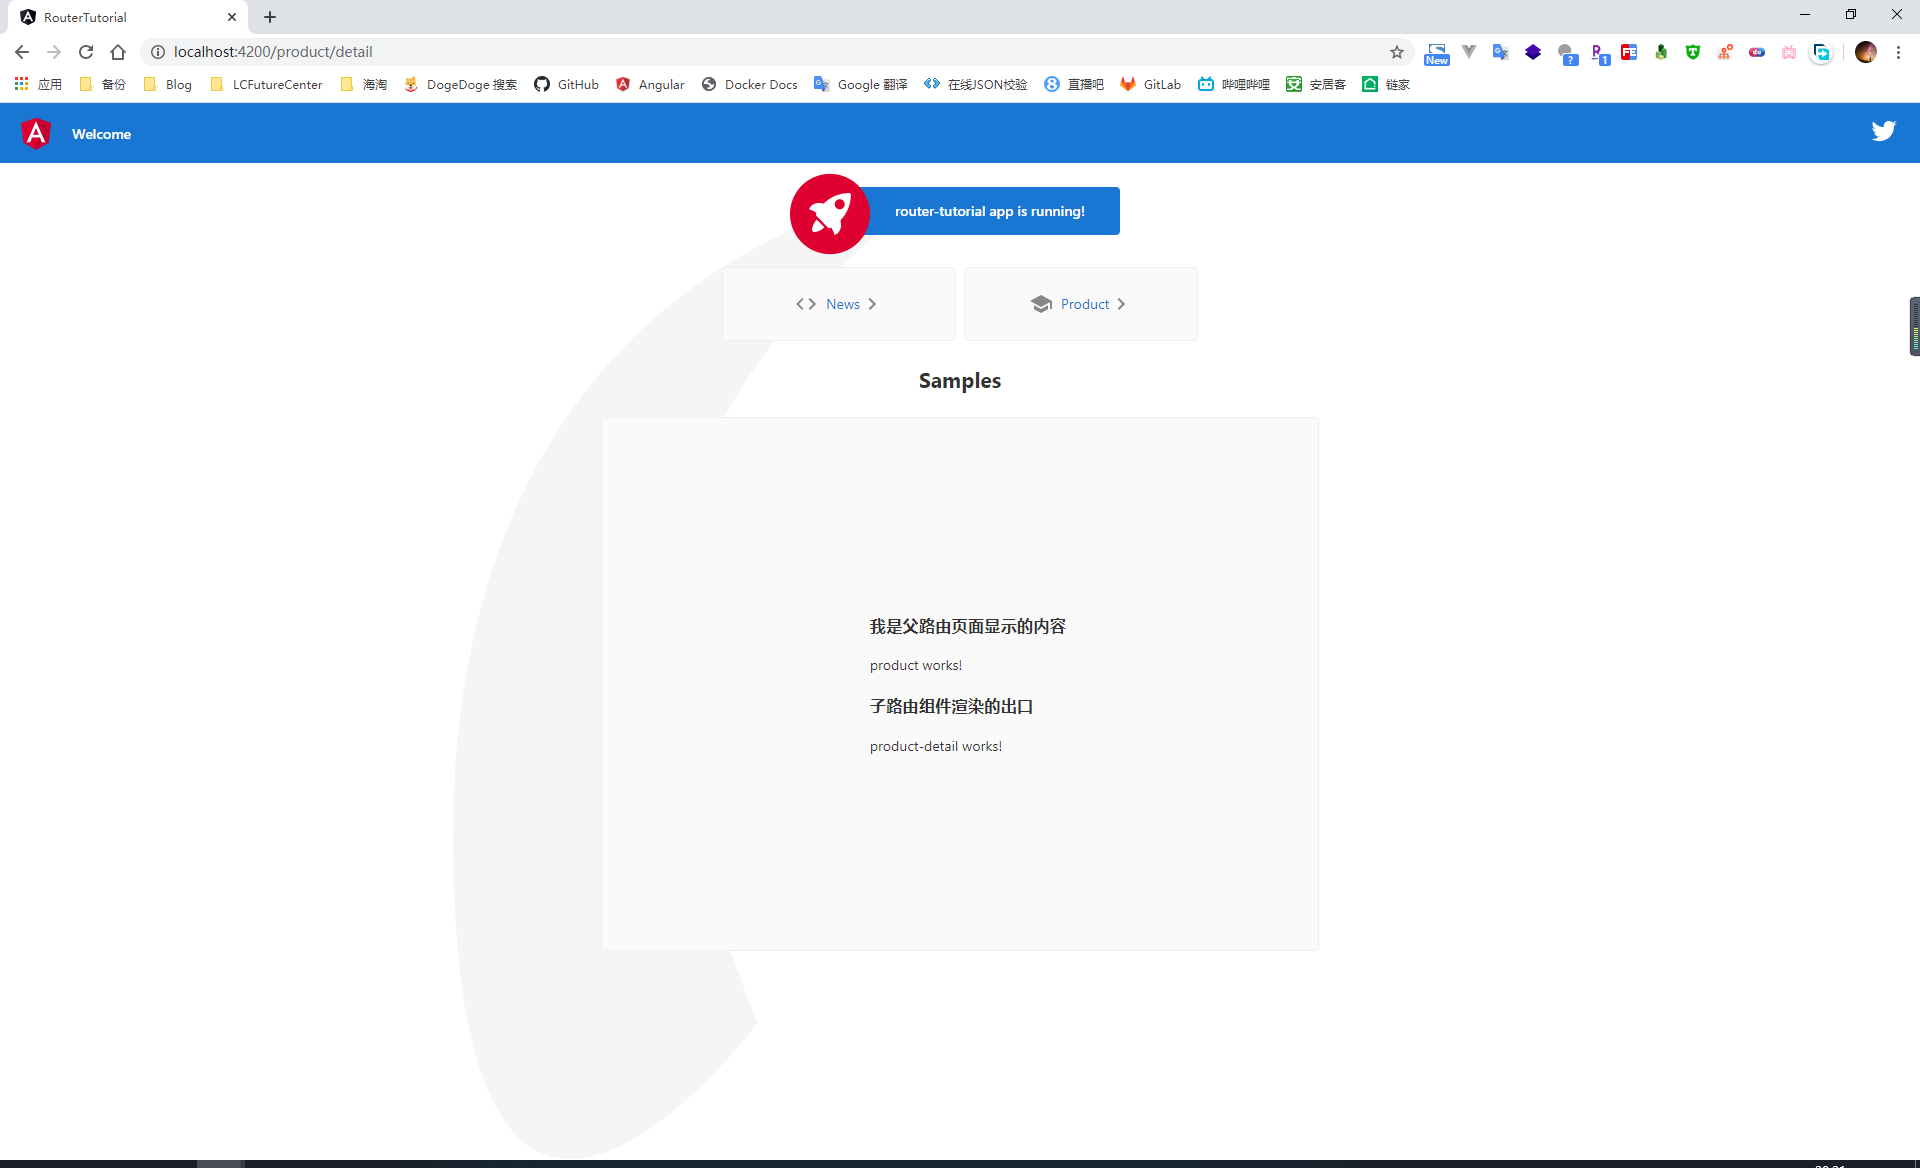 RouterTutorial
localhost:4200/product/detail
New
?
1
应用 备份 Blog LCFutureCenter 海淘 DogeDoge 搜索 GitHub Angular Docker Docs Google 翻译 在线JSON校验 直播吧 GitLab 哔哩哔哩 安居客 链家
Welcome
router-tutorial app is running!
News
Product
Samples
我是父路由页面显示的内容
product works!
子路由组件渲染的出口
product-detail works!